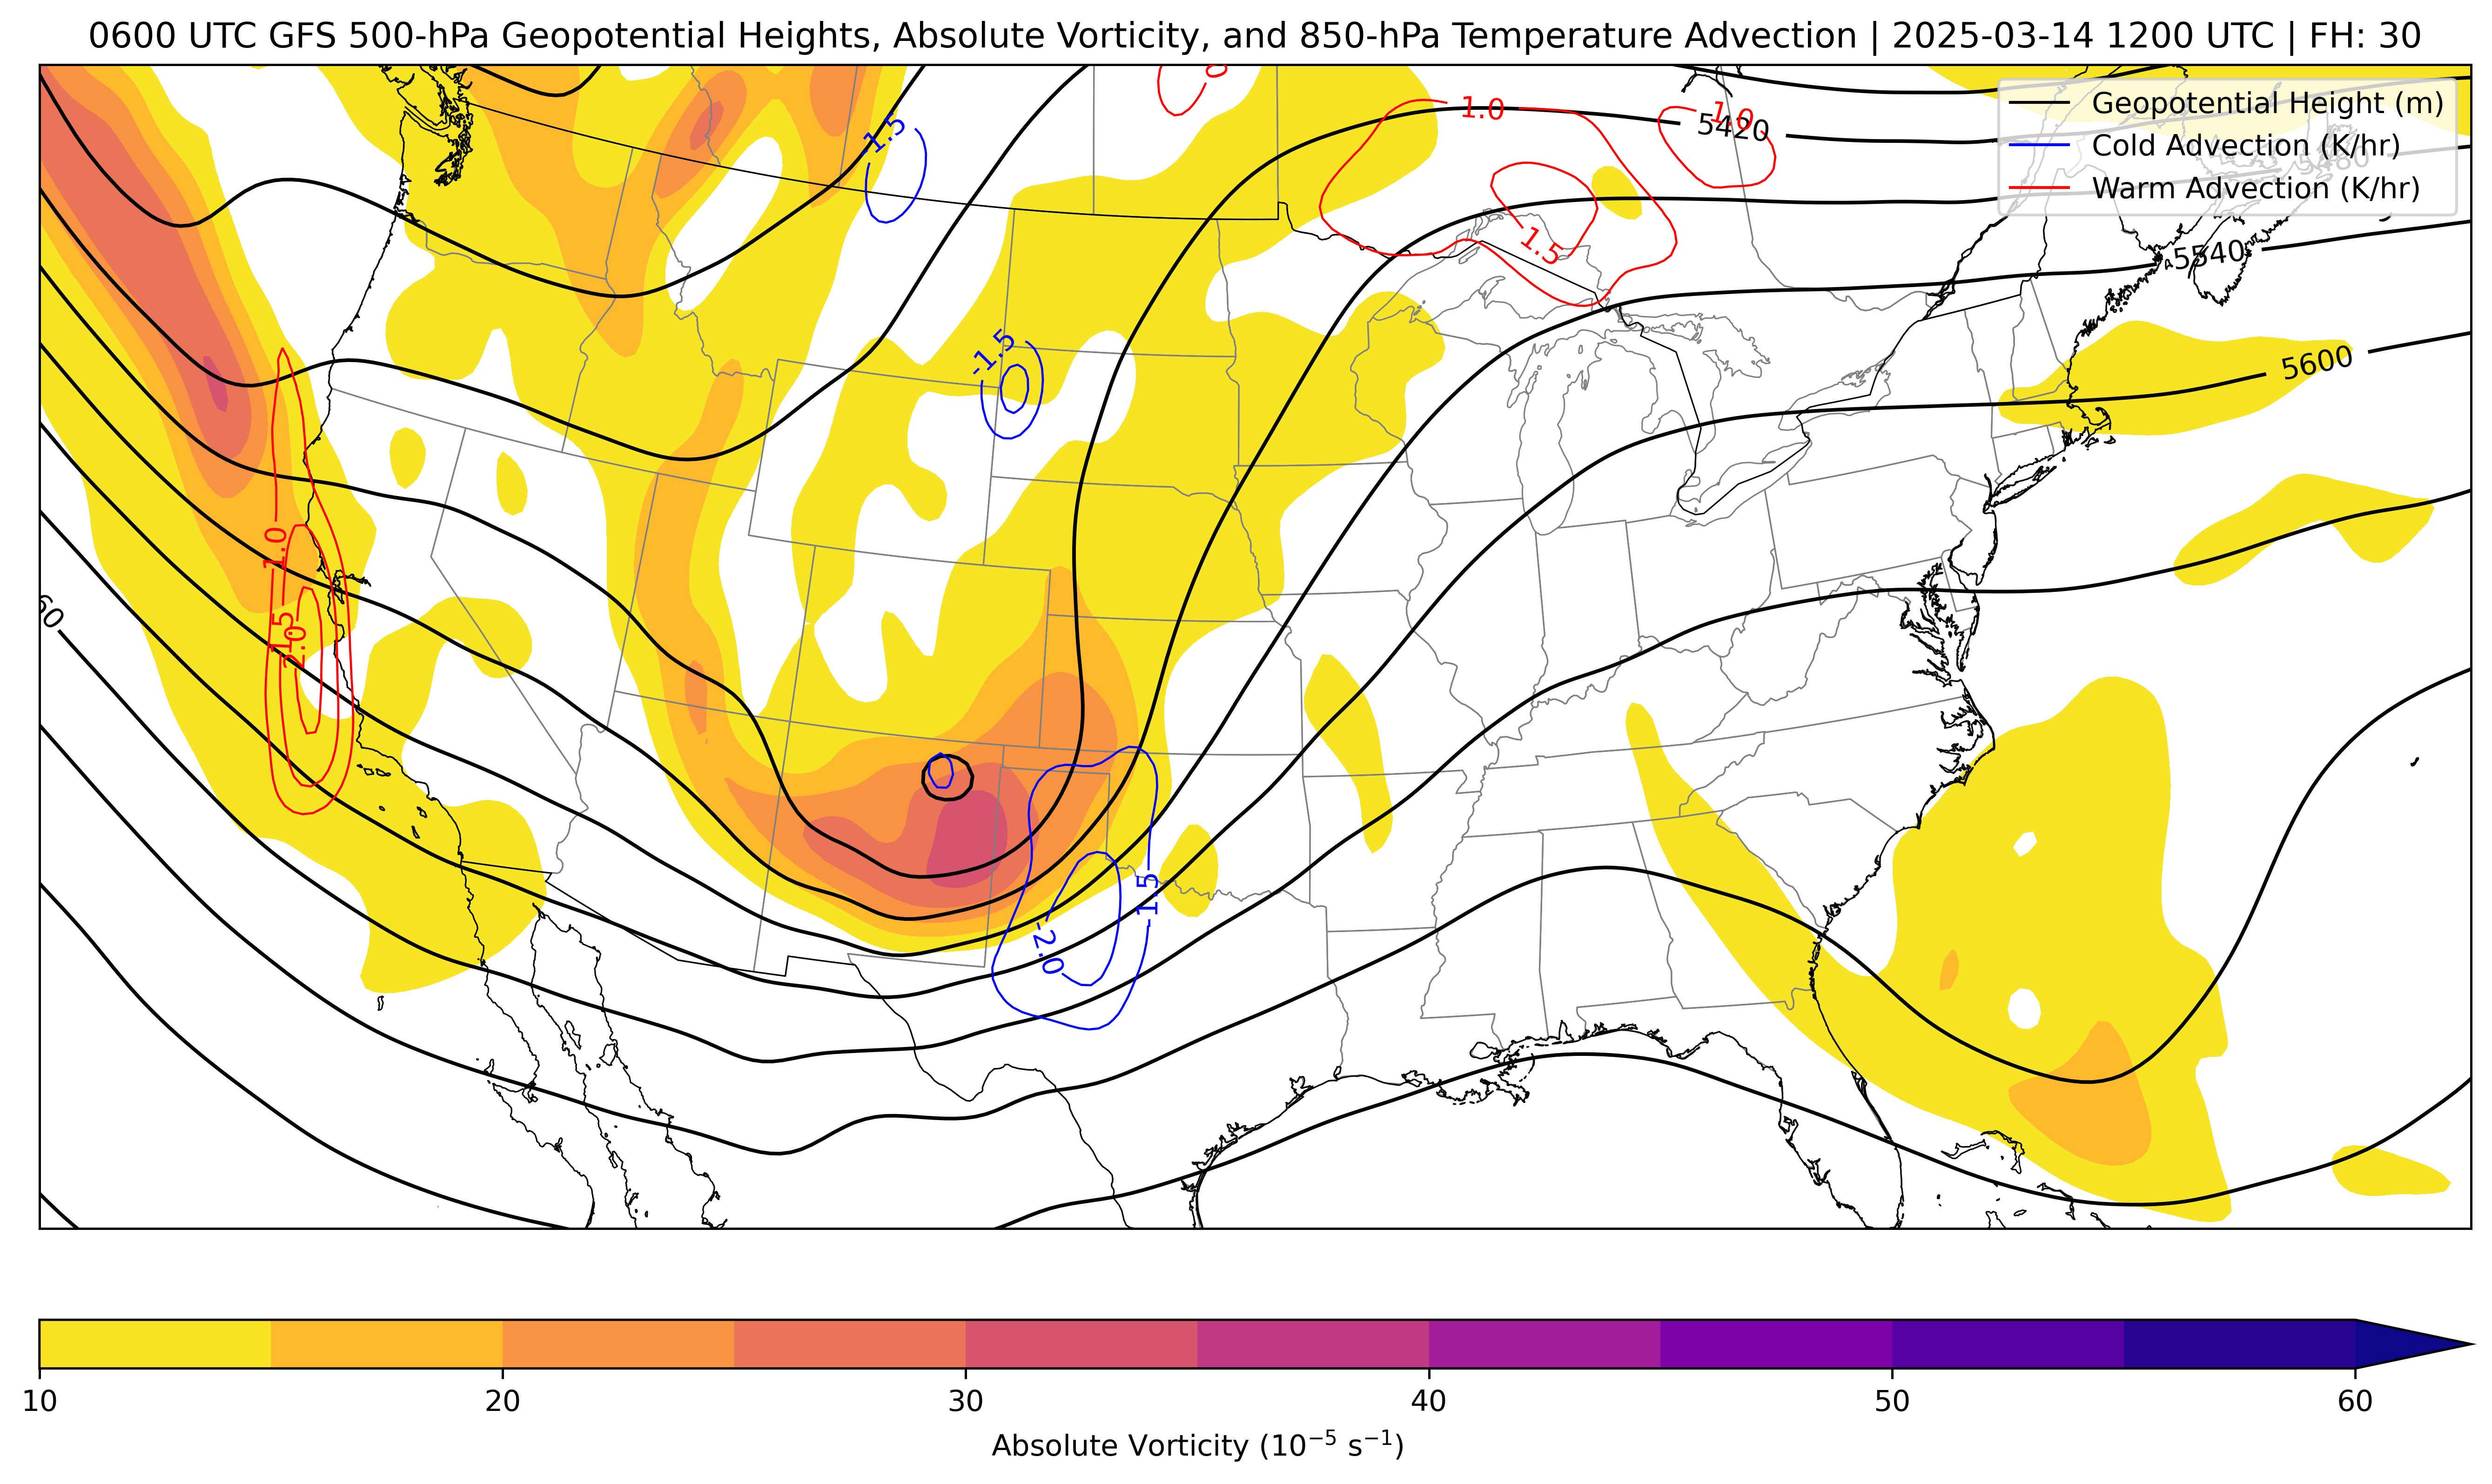 0600 UTC GFS 500-hPa Geopotential Heights, Absolute Vorticity, and 850-hPa Temperature Advection | 2025-03-14 1200 UTC | FH: 30
Geopotential Height (m)
Cold Advection (K/hr)
Warm Advection (K/hr)
1.0
5420
1.0
-1.5
5480
1.5
5540
-1.5
5600
1.0
1.5
2.0
60
-1.5
-2.0
10 20 30 40 50 60
Absolute Vorticity (10⁻⁵ s⁻¹)